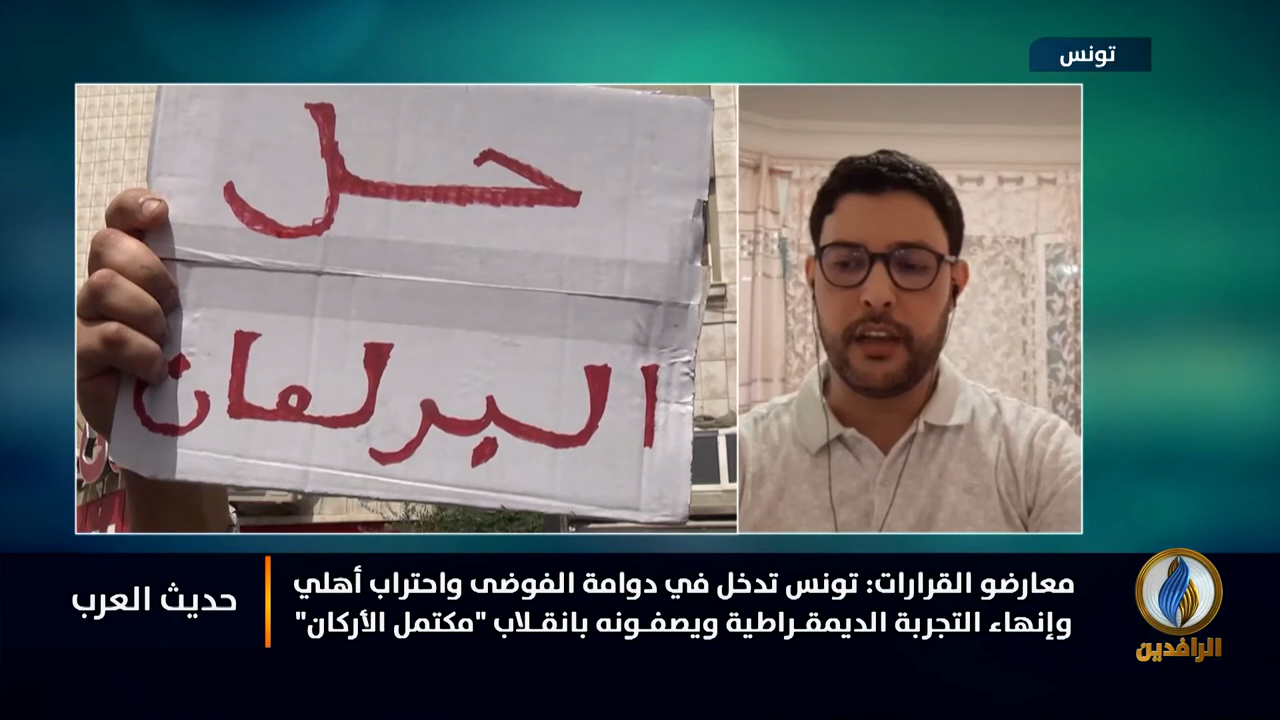 تونس
حل
البرلمان
معارضو القرارات: تونس تدخل في دوامة الفوضى واحتراب أهلي
وإنهاء التجربة الديمقراطية ويصفونه بانقلاب "مكتمل الأركان"
حديث العرب
الرافدين